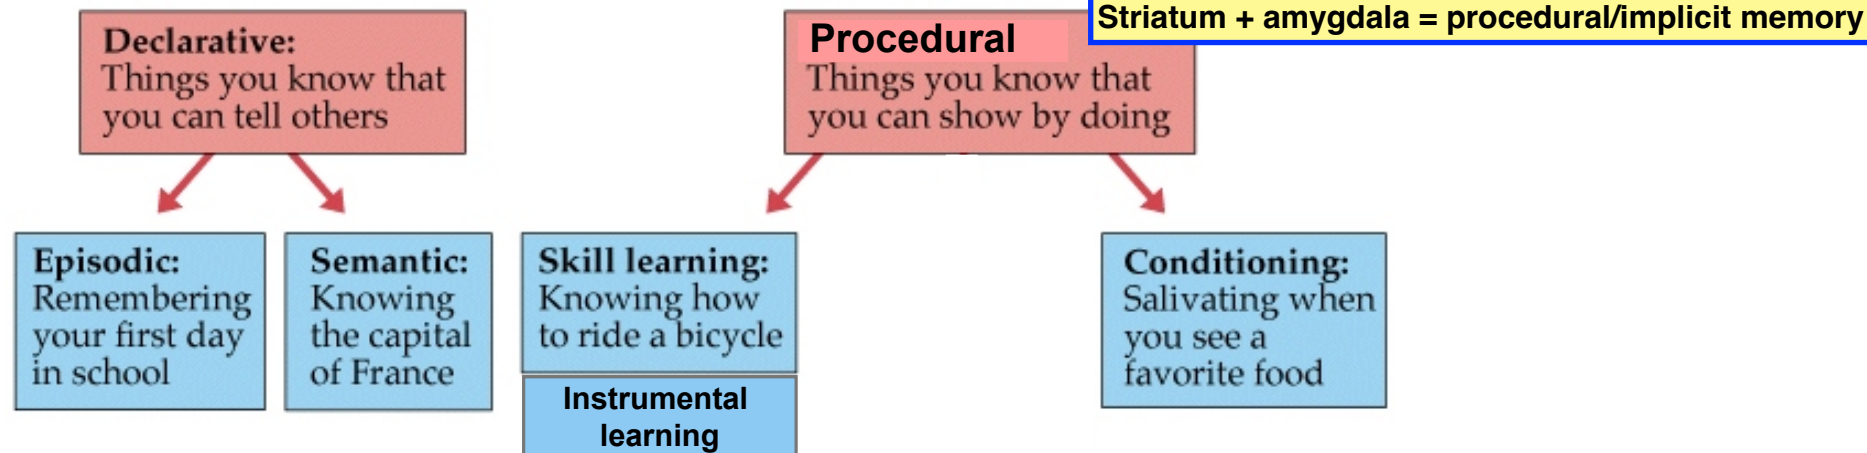 Striatum + amygdala = procedural/implicit memory
Declarative:
Things you know that
you can tell others
Procedural
Things you know that
you can show by doing
Episodic:
Remembering
your first day
in school
Semantic:
Knowing
the capital
of France
Skill learning:
Knowing how
to ride a bicycle
Instrumental
learning
Conditioning:
Salivating when
you see a
favorite food